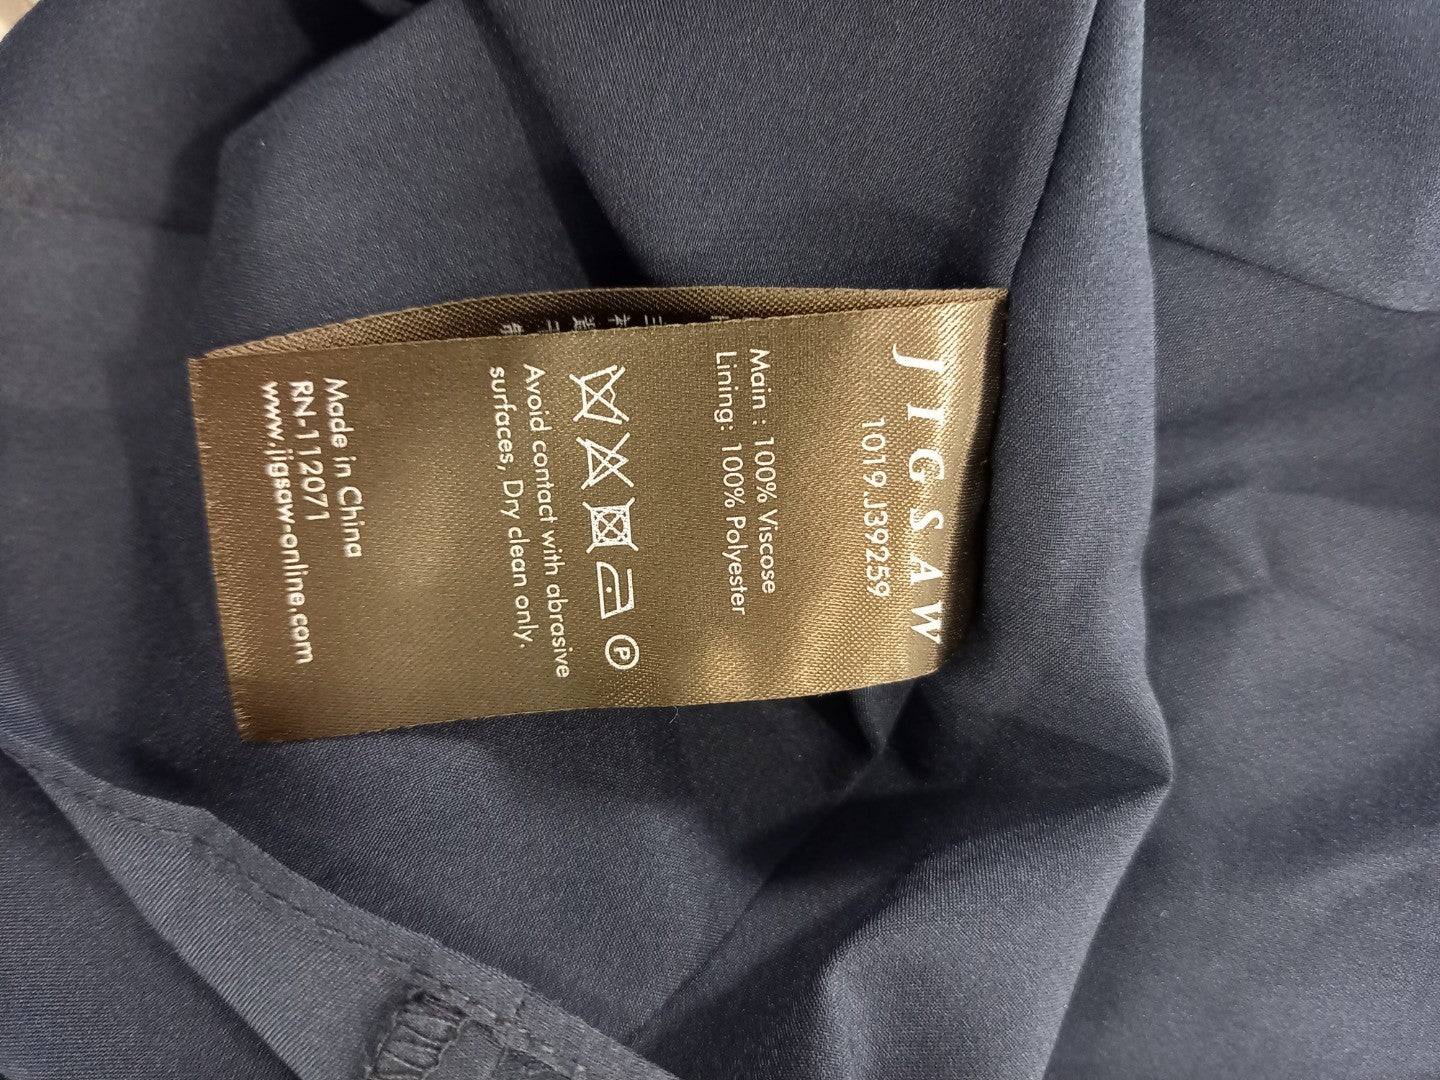 JIGSAW
1019J39259
Main : 100% Viscose
Lining: 100% Polyester
P
Avoid contact with abrasive
surfaces, Dry clean only.
Made in China
RN-112071
www.jigsaw-online.com